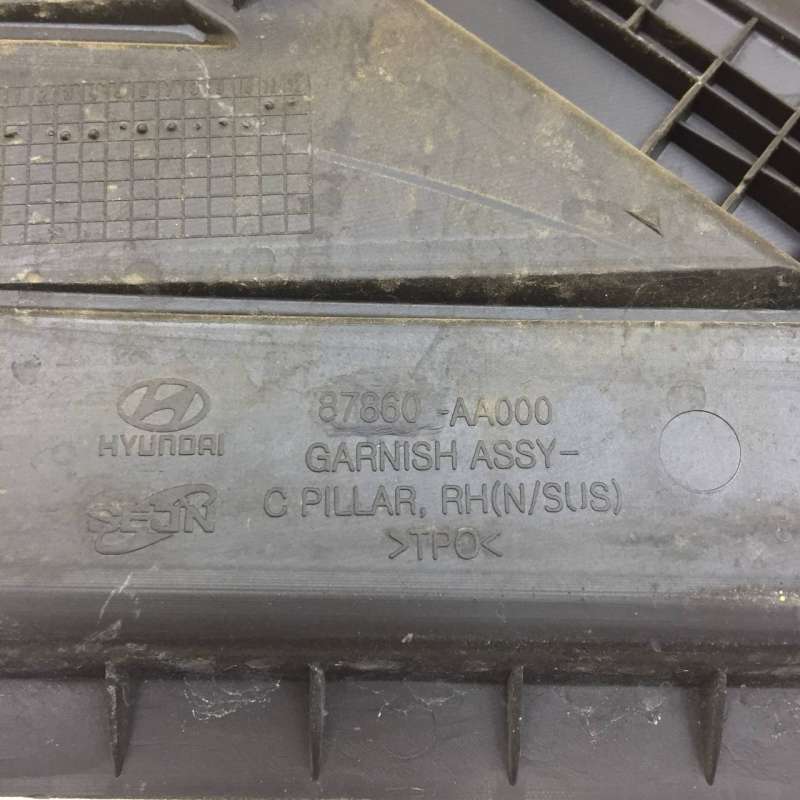 HYUNDAI
87860 -AA000
GARNISH ASSY-
C PILLAR, RH(N/SUS)
>TPO<